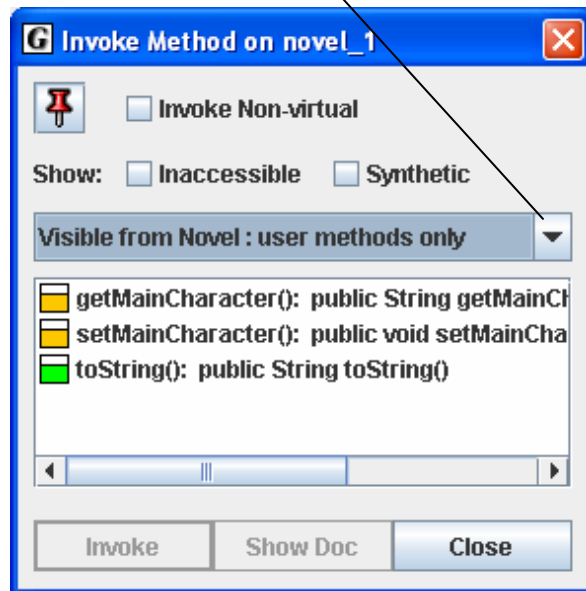 G Invoke Method on novel_1
Invoke Non-virtual
Show: Inaccessible Synthetic
Visible from Novel : user methods only
getMainCharacter(): public String getMainCh
setMainCharacter(): public void setMainCha
toString(): public String toString()
Invoke Show Doc Close